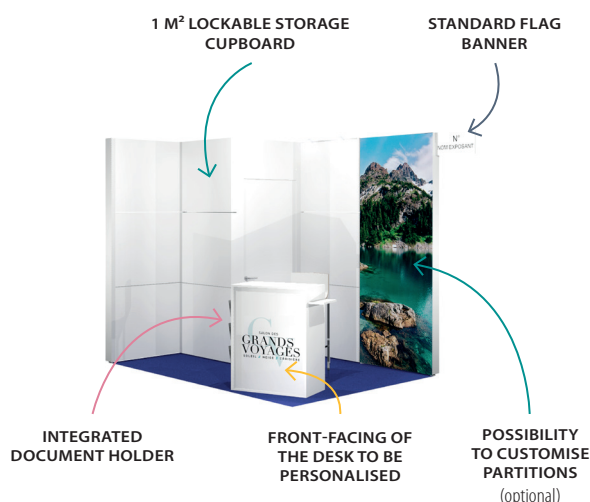 1 M² LOCKABLE STORAGE
CUPBOARD
STANDARD FLAG
BANNER
N°
NOM EXPOSANT
SALON DES
GRANDS
VOYAGES
INTEGRATED
DOCUMENT HOLDER
FRONT-FACING OF
THE DESK TO BE
PERSONALISED
POSSIBILITY
TO CUSTOMISE
PARTITIONS
(optional)